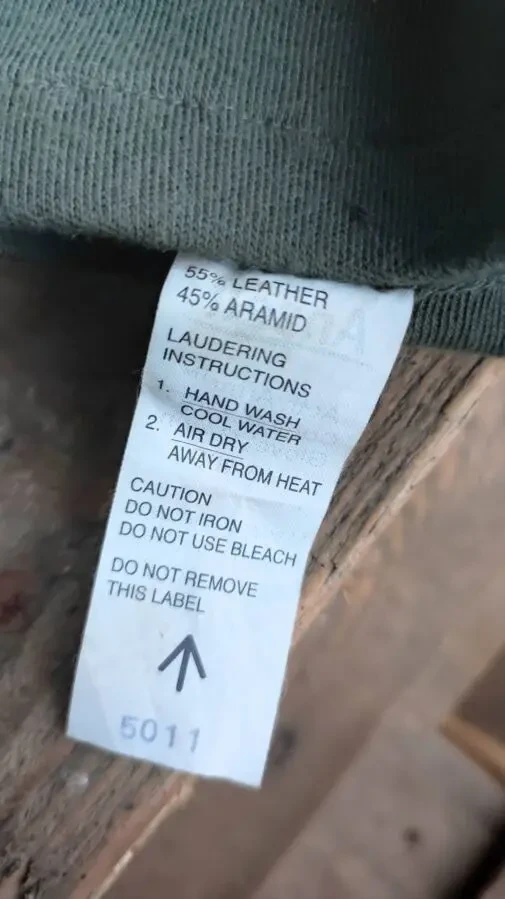 55% LEATHER
45% ARAMID
LAUDERING
INSTRUCTIONS
1. HAND WASH
COOL WATER
2. AIR DRY
AWAY FROM HEAT
CAUTION
DO NOT IRON
DO NOT USE BLEACH
DO NOT REMOVE
THIS LABEL
5011